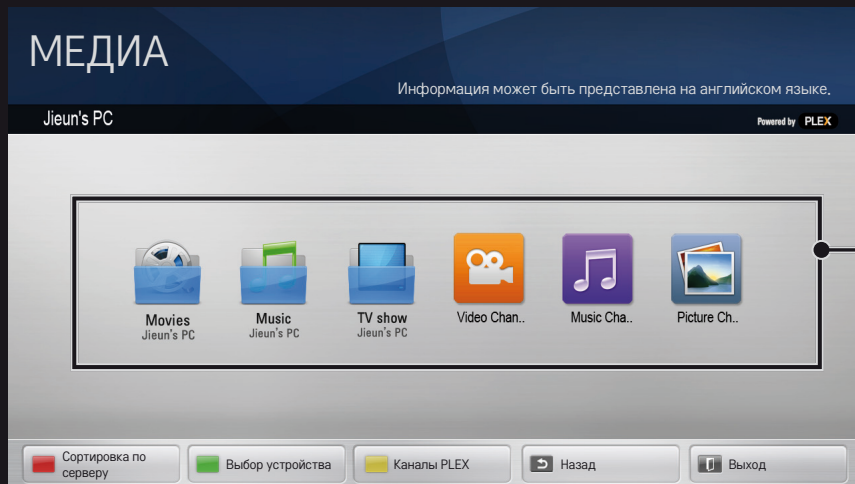 МЕДИА
Информация может быть представлена на английском языке.
Jieun's PC
Powered by PLEX
Movies
Jieun's PC
Music
Jieun's PC
TV show
Jieun's PC
Video Chan..
Music Cha..
Picture Ch..
Сортировка по
серверу
Выбор устройства
Каналы PLEX
Назад
Выход